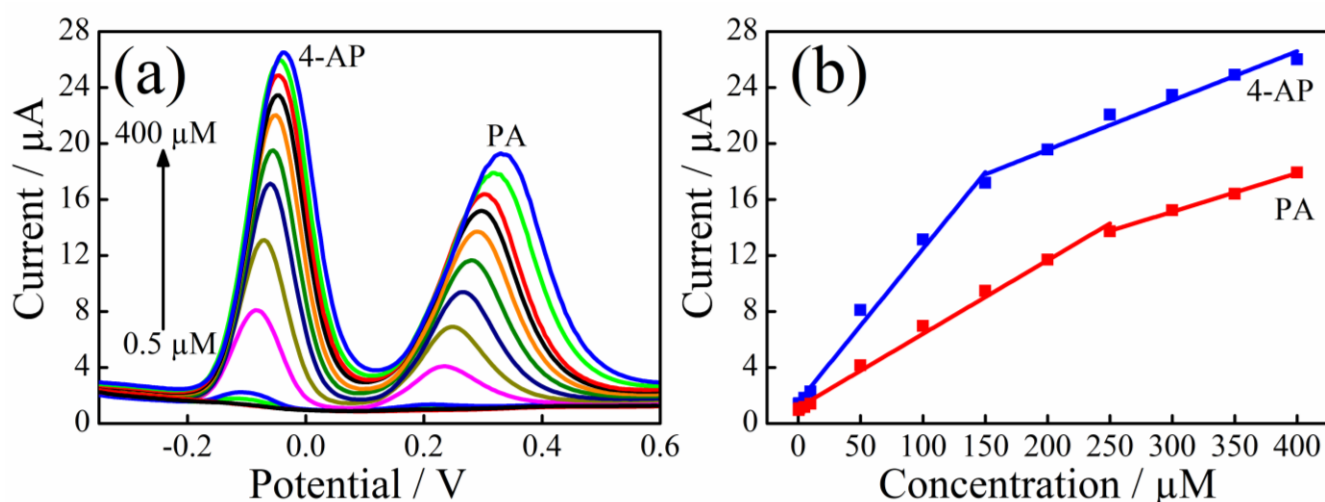 (a)
Current / µA
28
24
20
16
12
8
4
0
4-AP
PA
400 µM
0.5 µM
-0.2
0.0
0.2
0.4
0.6
Potential / V
(b)
Current / µA
28
24
20
16
12
8
4
0
4-AP
PA
0
50
100
150
200
250
300
350
400
Concentration / µM